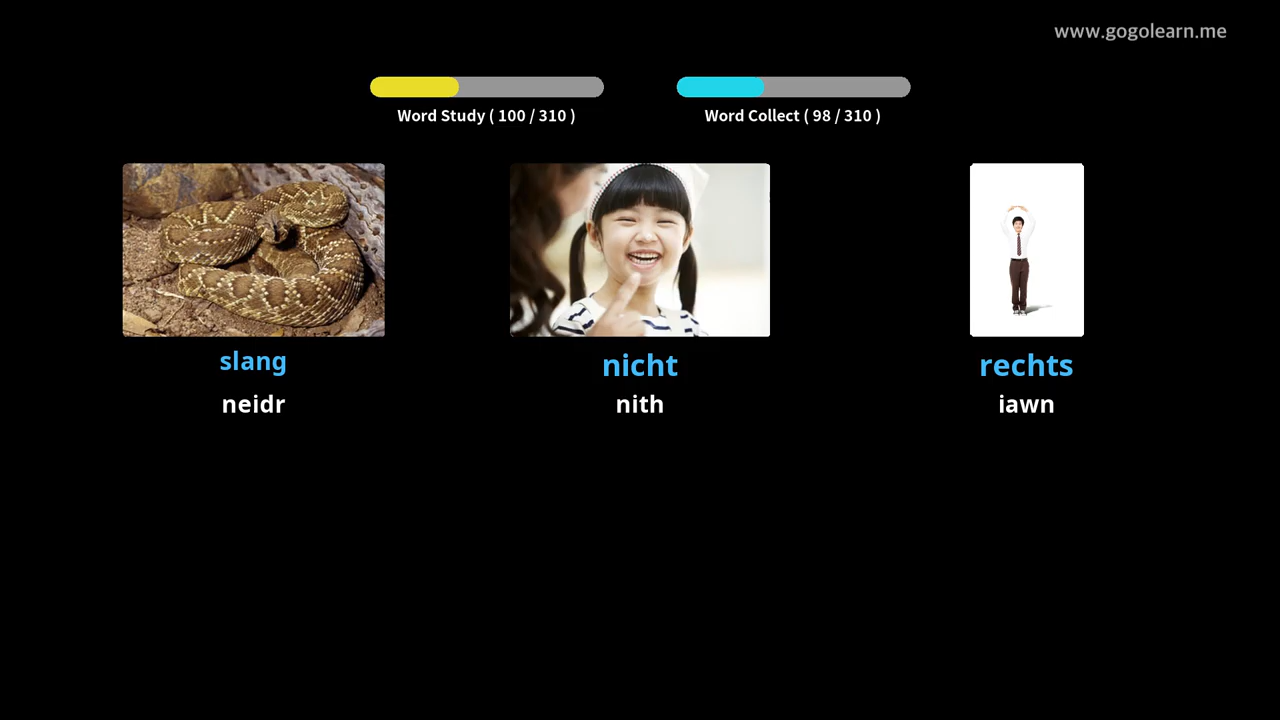 www.gogolearn.me
Word Study ( 100 / 310 )
Word Collect ( 98 / 310 )
slang
neidr
nicht
nith
rechts
iawn